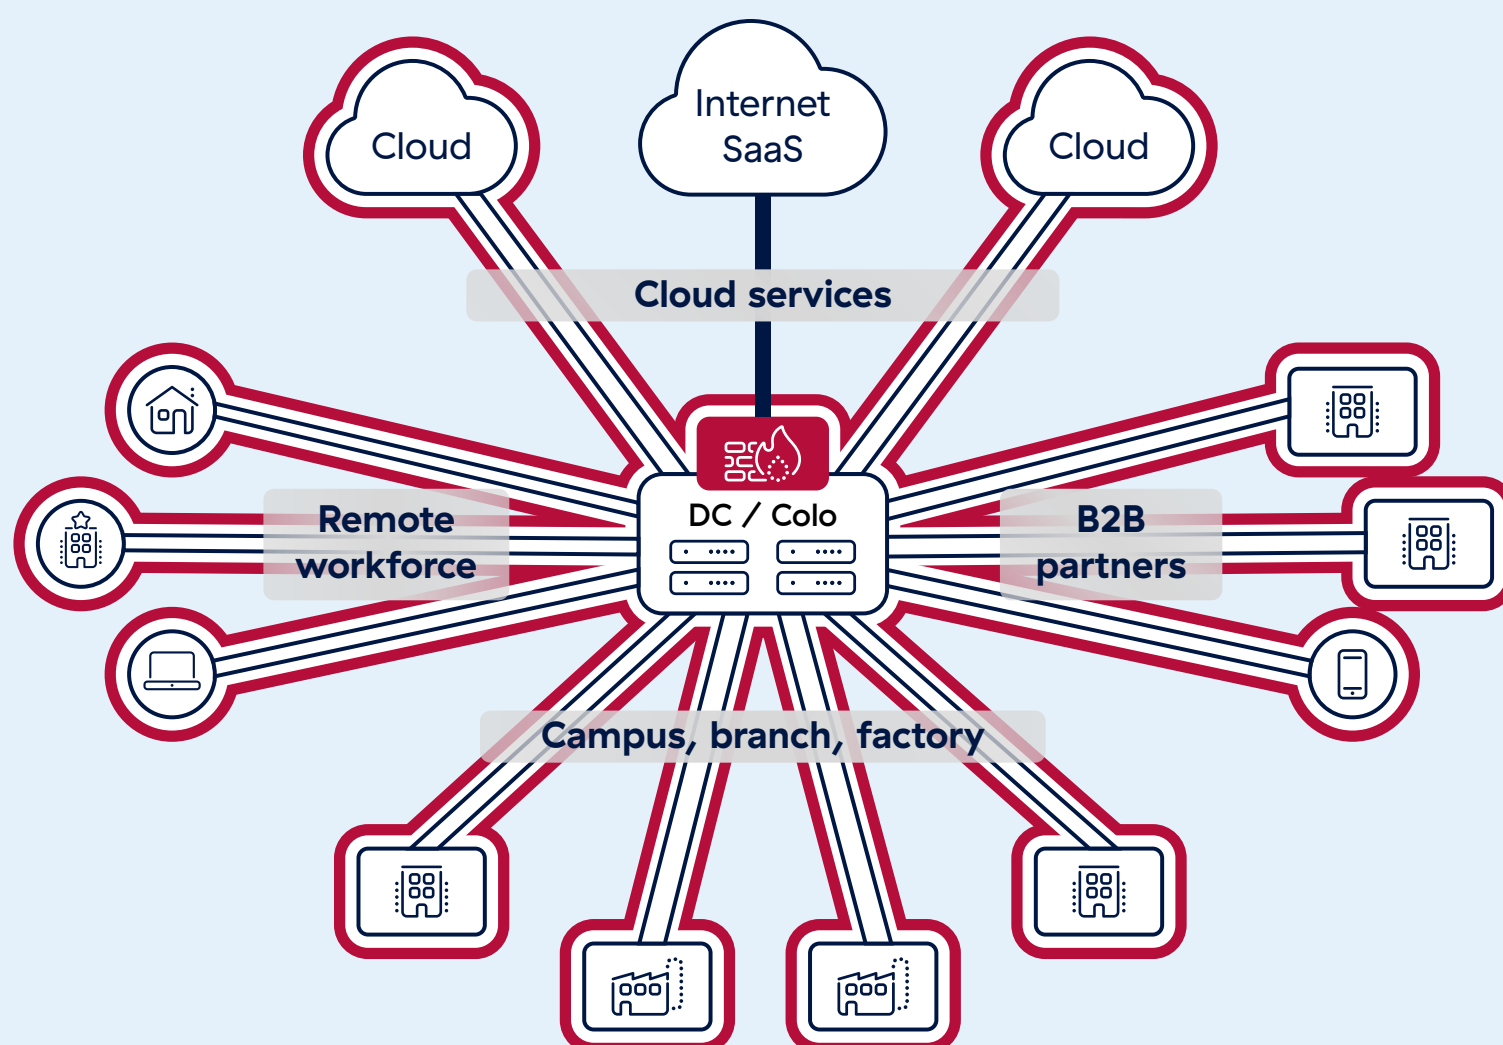 Cloud
Internet
SaaS
Cloud
Cloud services
Remote
workforce
DC / Colo
B2B
partners
Campus, branch, factory